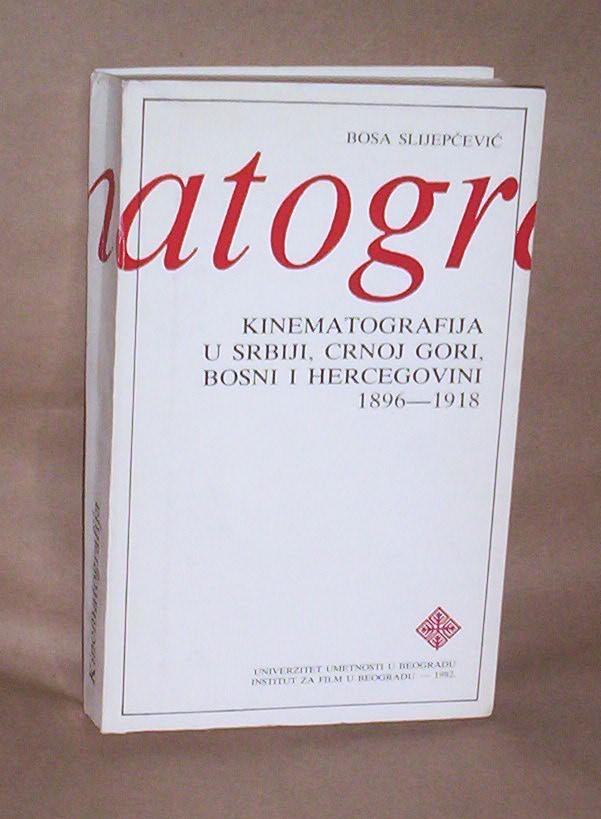 BOSA SLIJEPČEVIĆ
natogra
KINEMATOGRAFIJA
U SRBIJI, CRNOJ GORI,
BOSNI I HERCEGOVINI
1896—1918
UNIVERZITET UMETNOSTI U BEOGRADU
INSTITUT ZA FILM U BEOGRADU — 1982.
Kinematografija